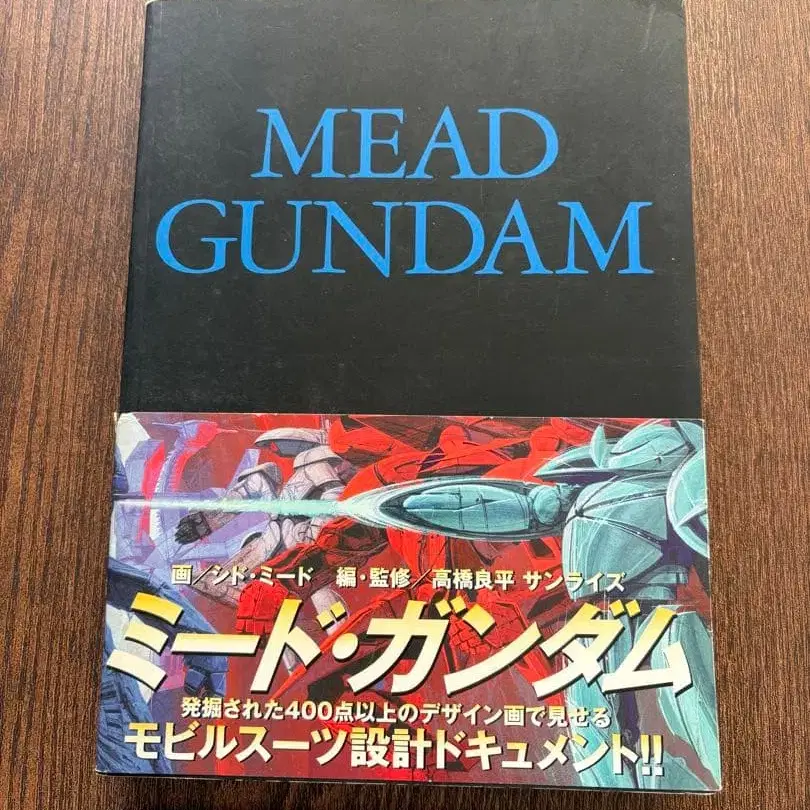 MEAD
GUNDAM
画/シド・ミード 編・監修/高橋良平 サンライズ
ミード・ガンダム
発掘された400点以上のデザイン画で見せる
モビルスーツ設計ドキュメント!!